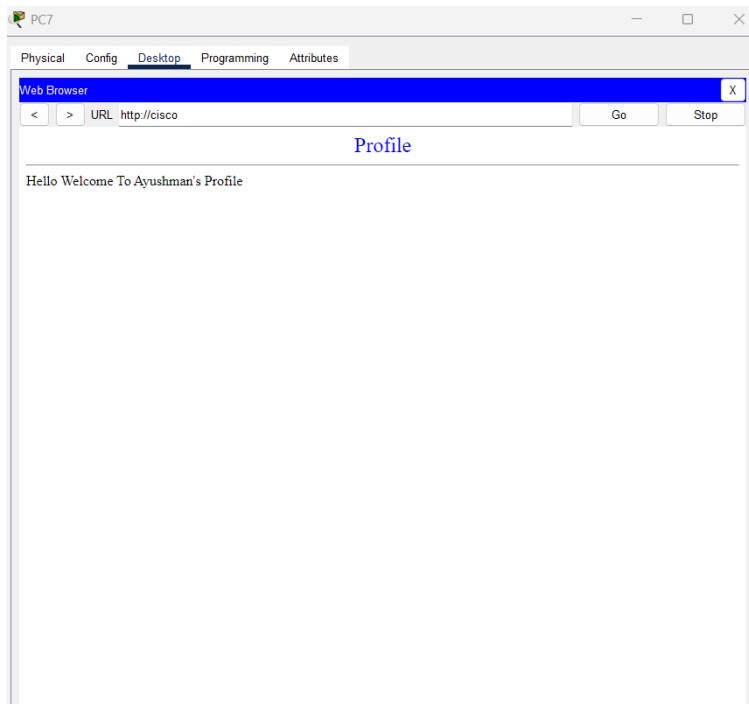 PC7
Physical Config Desktop Programming Attributes
Web Browser X
< > URL http://cisco Go Stop
Profile
Hello Welcome To Ayushman's Profile